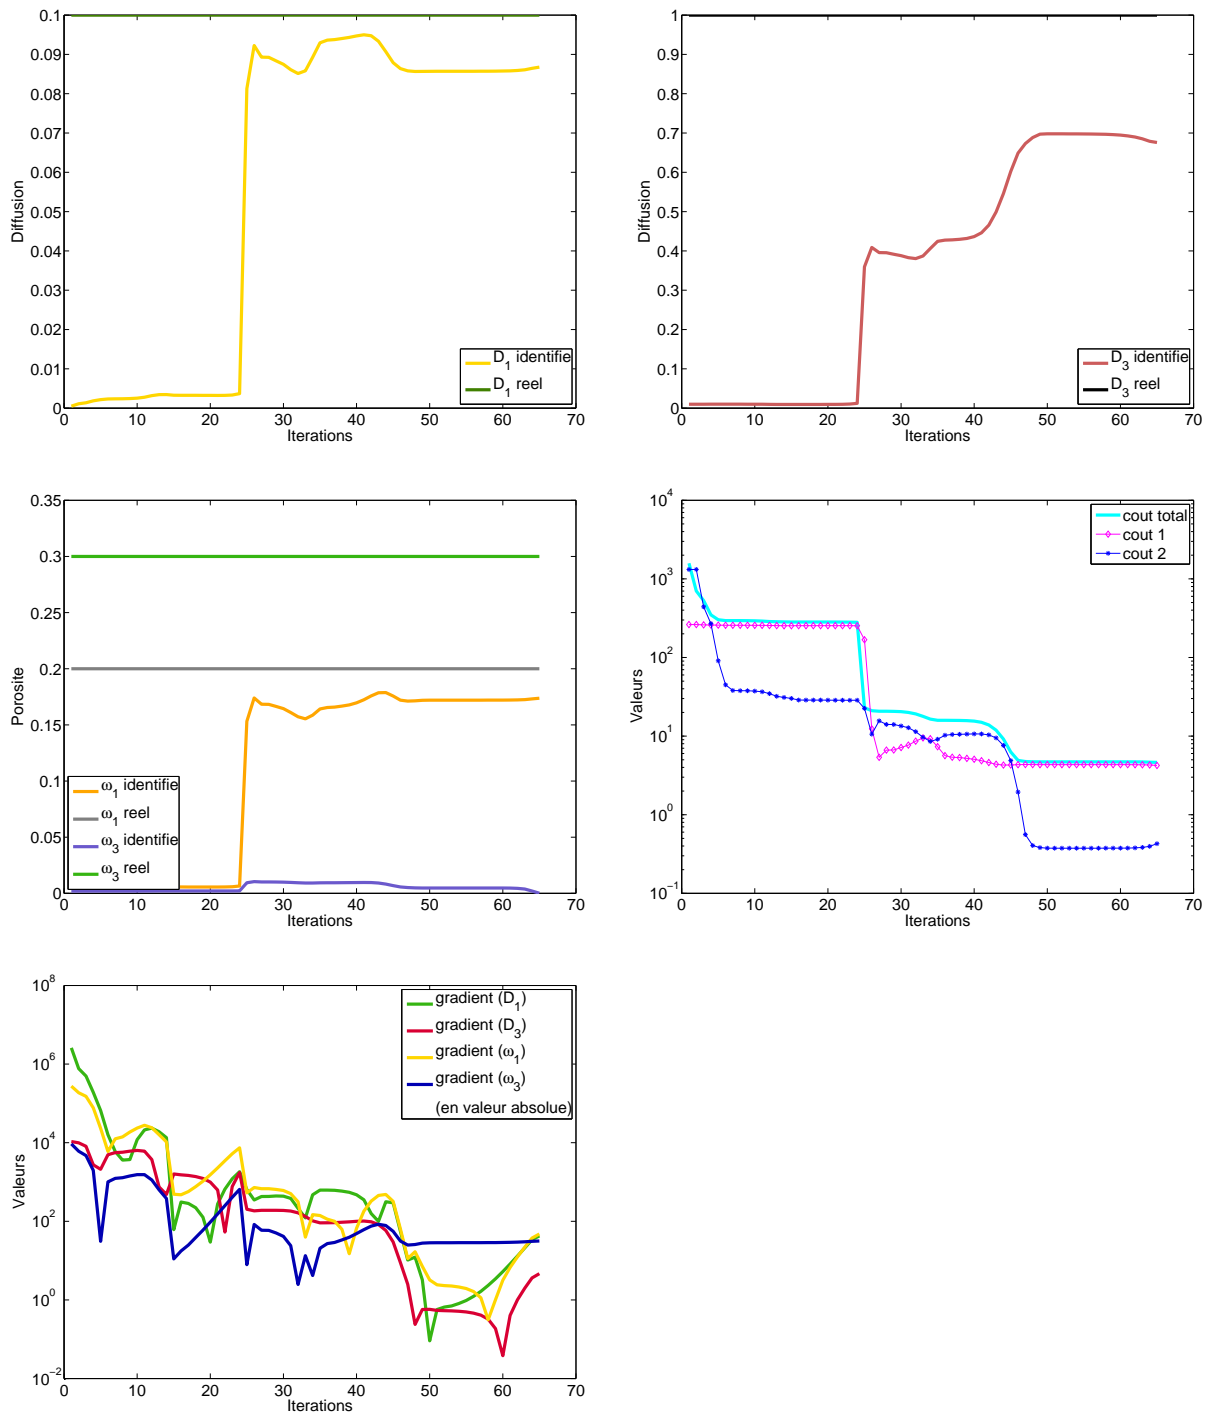 0.1
0.09
0.08
0.07
0.06
0.05
0.04
0.03
0.02
0.01
0
Diffusion
D1 identifie
D1 reel
0 10 20 30 40 50 60 70
Iterations
1
0.9
0.8
0.7
0.6
0.5
0.4
0.3
0.2
0.1
0
Diffusion
D3 identifie
D3 reel
0 10 20 30 40 50 60 70
Iterations
0.35
0.3
0.25
0.2
0.15
0.1
0.05
0
Porosite
ω1 identifie
ω1 reel
ω3 identifie
ω3 reel
0 10 20 30 40 50 60 70
Iterations
10^4
10^3
10^2
10^1
10^0
10^−1
Valeurs
cout total
cout 1
cout 2
0 10 20 30 40 50 60 70
Iterations
10^8
10^6
10^4
10^2
10^0
10^−2
Valeurs
gradient (D1)
gradient (D3)
gradient (ω1)
gradient (ω3)
(en valeur absolue)
0 10 20 30 40 50 60 70
Iterations